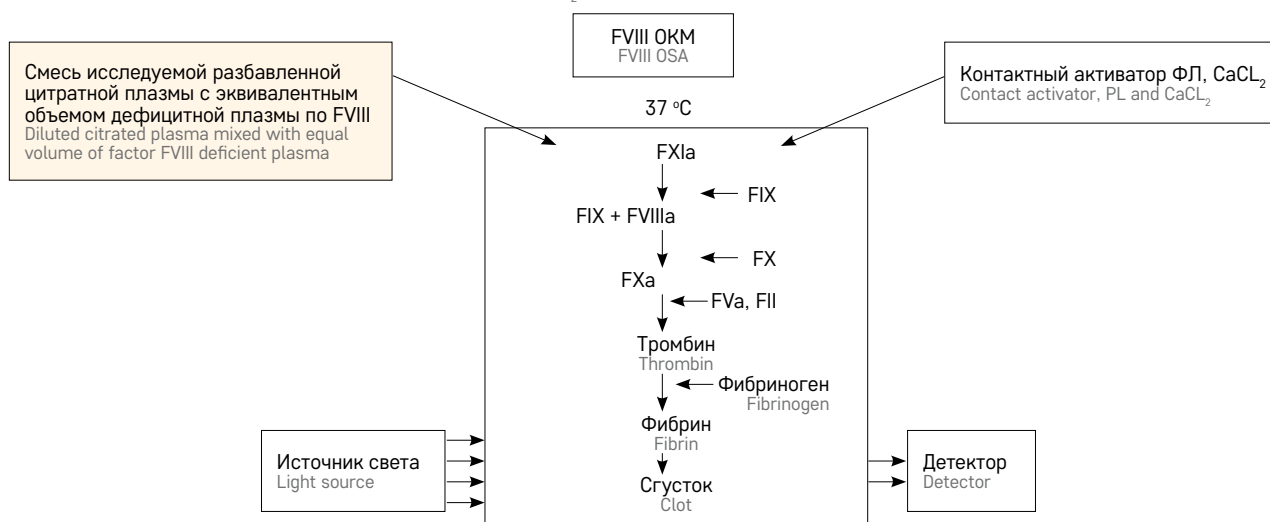 2
FVIII ОКМ
FVIII OSA
Смесь исследуемой разбавленной
цитратной плазмы с эквивалентным
объемом дефицитной плазмы по FVIII
Diluted citrated plasma mixed with equal
volume of factor FVIII deficient plasma
Контактный активатор ФЛ, CaCL2
Contact activator, PL and CaCL2
37 °C
FXIa
FIX
FIX + FVIIIa
FX
FXa
FVa, FII
Тромбин
Thrombin
Фибриноген
Fibrinogen
Фибрин
Fibrin
Источник света
Light source
Детектор
Detector
Сгусток
Clot